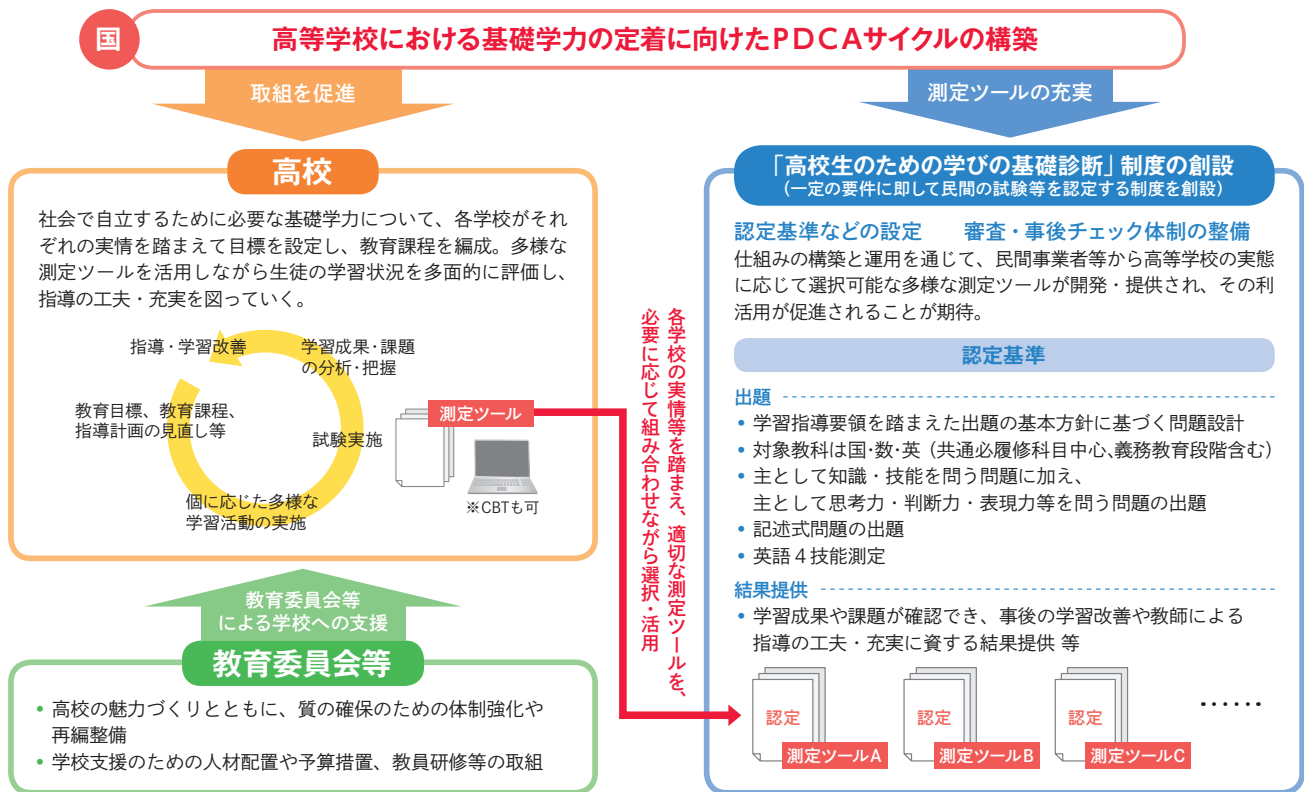 国
高等学校における基礎学力の定着に向けたPDCAサイクルの構築
取組を促進
測定ツールの充実
高校
社会で自立するために必要な基礎学力について、各学校がそれ
ぞれの実情を踏まえて目標を設定し、教育課程を編成。多様な
測定ツールを活用しながら生徒の学習状況を多面的に評価し、
指導の工夫・充実を図っていく。
指導・学習改善
学習成果・課題
の分析・把握
教育目標、教育課程、
指導計画の見直し等
試験実施
個に応じた多様な
学習活動の実施
測定ツール
※CBTも可
教育委員会等
による学校への支援
教育委員会等
• 高校の魅力づくりとともに、質の確保のための体制強化や
再編整備
• 学校支援のための人材配置や予算措置、教員研修等の取組
各学校の実情等を踏まえ、適切な測定ツールを、
必要に応じて組み合わせながら選択・活用
「高校生のための学びの基礎診断」制度の創設
(一定の要件に即して民間の試験等を認定する制度を創設)
認定基準などの設定 審査・事後チェック体制の整備
仕組みの構築と運用を通じて、民間事業者等から高等学校の実態
に応じて選択可能な多様な測定ツールが開発・提供され、その利
活用が促進されることが期待。
認定基準
出題
• 学習指導要領を踏まえた出題の基本方針に基づく問題設計
• 対象教科は国・数・英（共通必履修科目中心、義務教育段階含む）
• 主として知識・技能を問う問題に加え、
主として思考力・判断力・表現力等を問う問題の出題
• 記述式問題の出題
• 英語４技能測定
結果提供
• 学習成果や課題が確認でき、事後の学習改善や教師による
指導の工夫・充実に資する結果提供 等
認定
測定ツールA
認定
測定ツールB
認定
測定ツールC
……